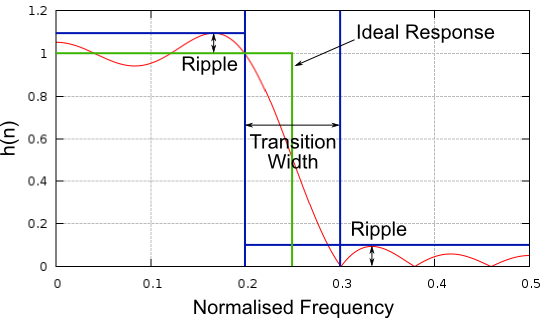 1.2
Ideal Response
1
Ripple
0.8
h(n)
0.6
Transition
Width
0.4
0.2
Ripple
0
0
0.1
0.2
0.3
0.4
0.5
Normalised Frequency